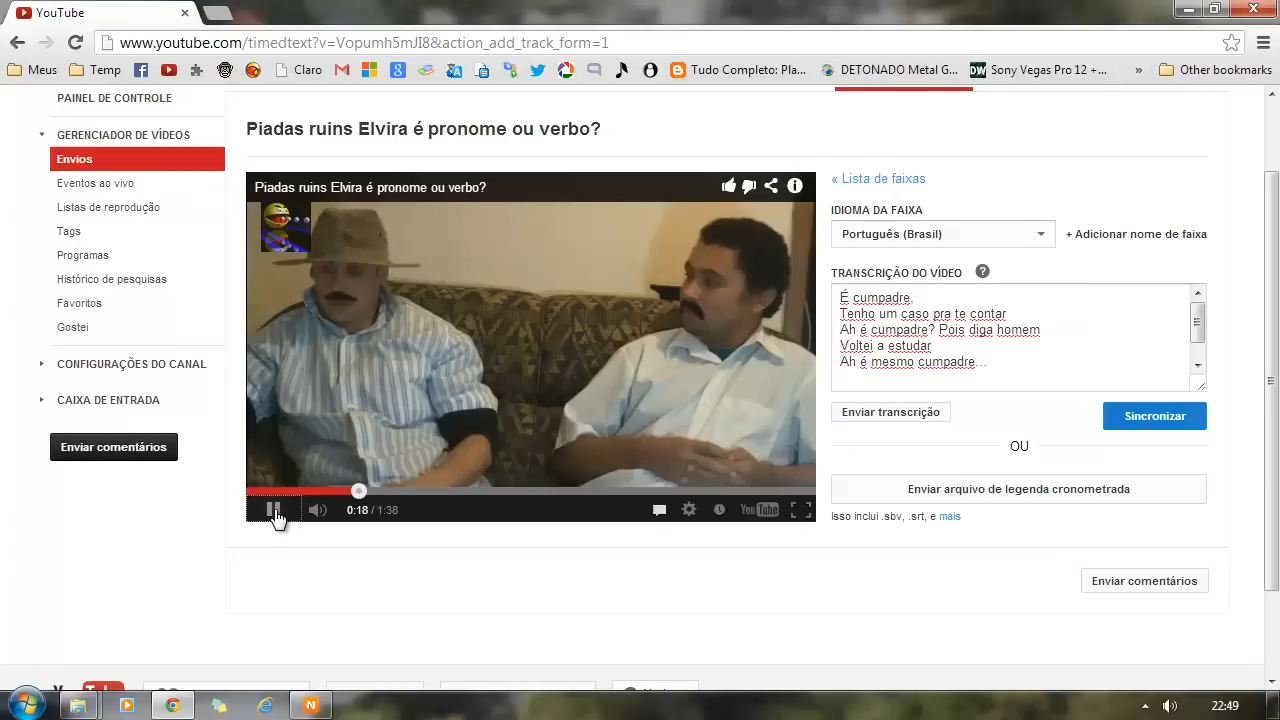 YouTube
www.youtube.com/timedtext?v=Vopumh5mJI8&action_add_track_form=1
Meus
Temp
Claro
Tudo Completo: Pla...
DETONADO Metal G...
DW
Sony Vegas Pro 12 +...
»
Other bookmarks
PAINEL DE CONTROLE
GERENCIADOR DE VÍDEOS
Envios
Eventos ao vivo
Listas de reprodução
Tags
Programas
Histórico de pesquisas
Favoritos
Gostei
CONFIGURAÇÕES DO CANAL
CAIXA DE ENTRADA
Enviar comentários
Piadas ruins Elvira é pronome ou verbo?
Piadas ruins Elvira é pronome ou verbo?
0:18 / 1:38
YouTube
« Lista de faixas
IDIOMA DA FAIXA
Português (Brasil)
+ Adicionar nome de faixa
TRANSCRIÇÃO DO VÍDEO
?
É cumpadre,
Tenho um caso pra te contar
Ah é cumpadre? Pois diga homem
Voltei a estudar
Ah é mesmo cumpadre...
Enviar transcrição
Sincronizar
OU
Enviar arquivo de legenda cronometrada
Isso inclui .sbv, .srt, e mais
Enviar comentários
22:49